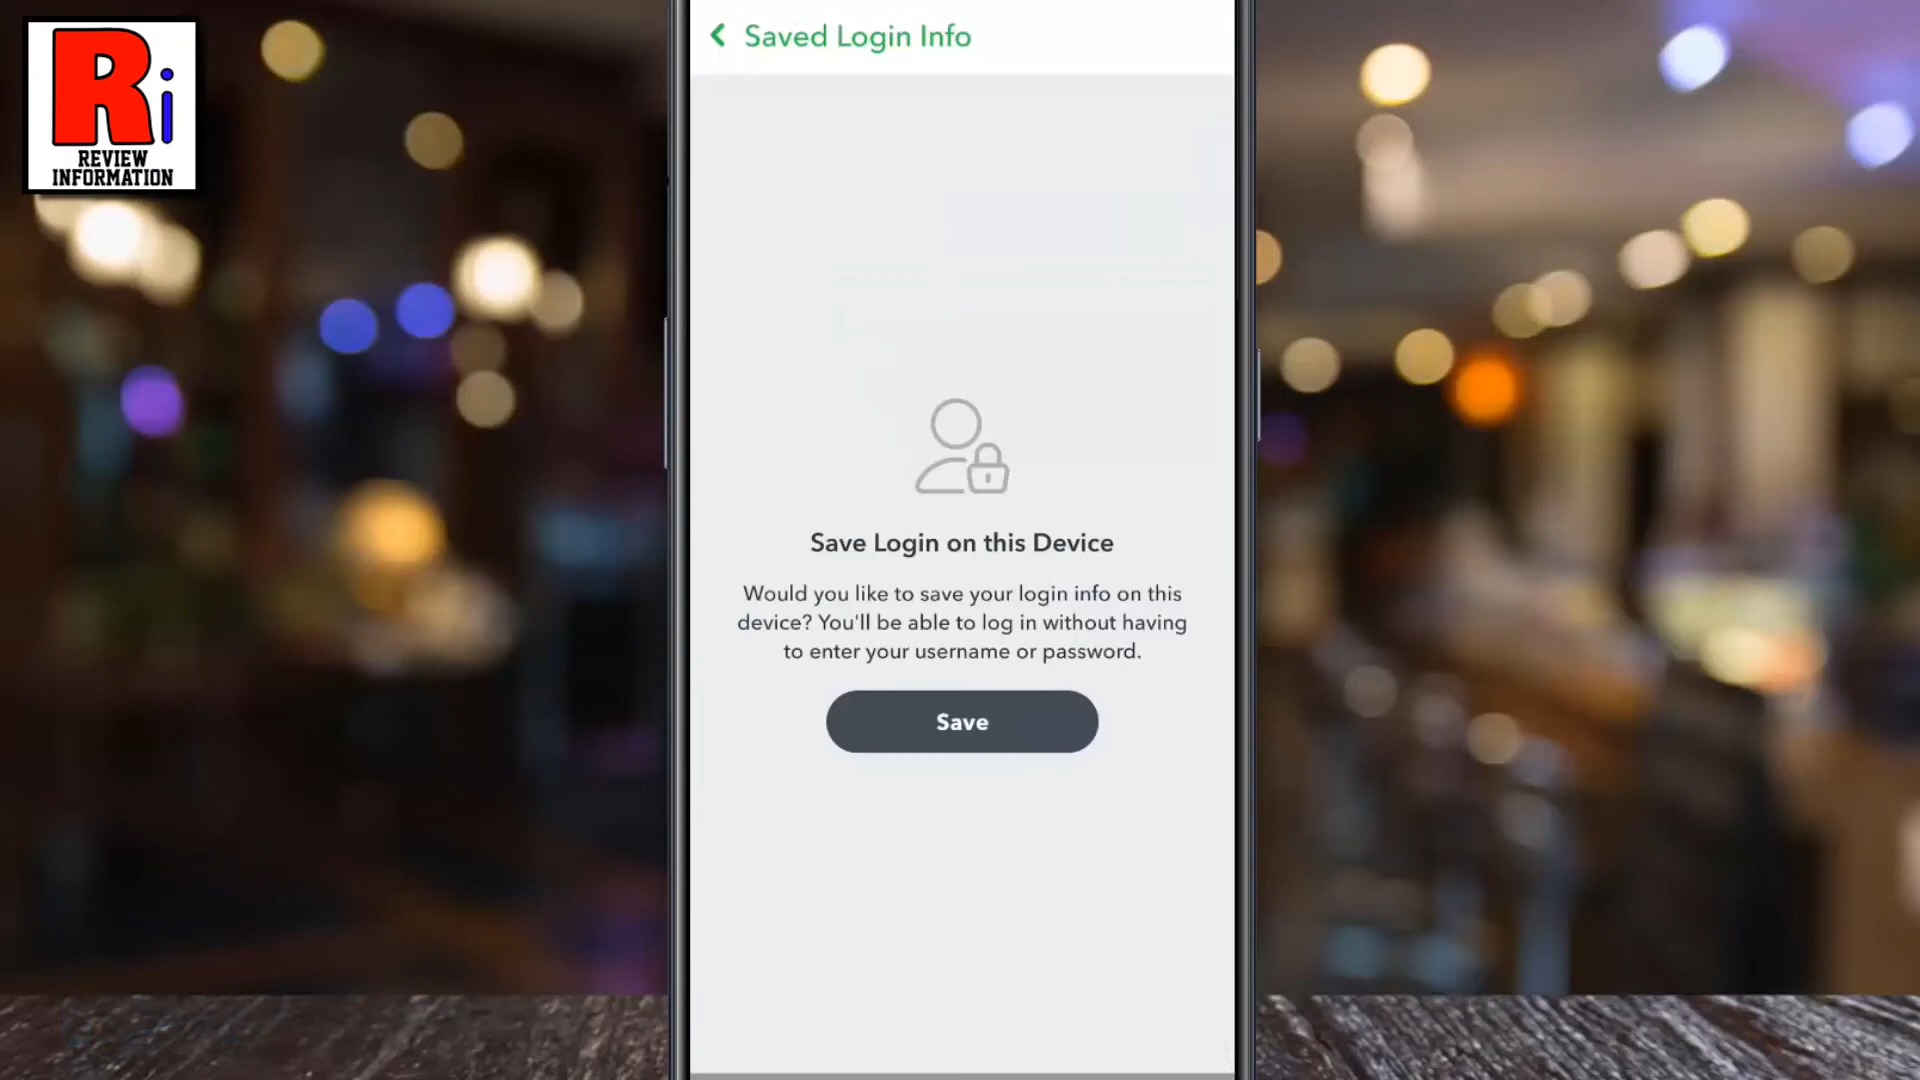 Ri
REVIEW
INFORMATION
Saved Login Info
Save Login on this Device
Would you like to save your login info on this
device? You'll be able to log in without having
to enter your username or password.
Save